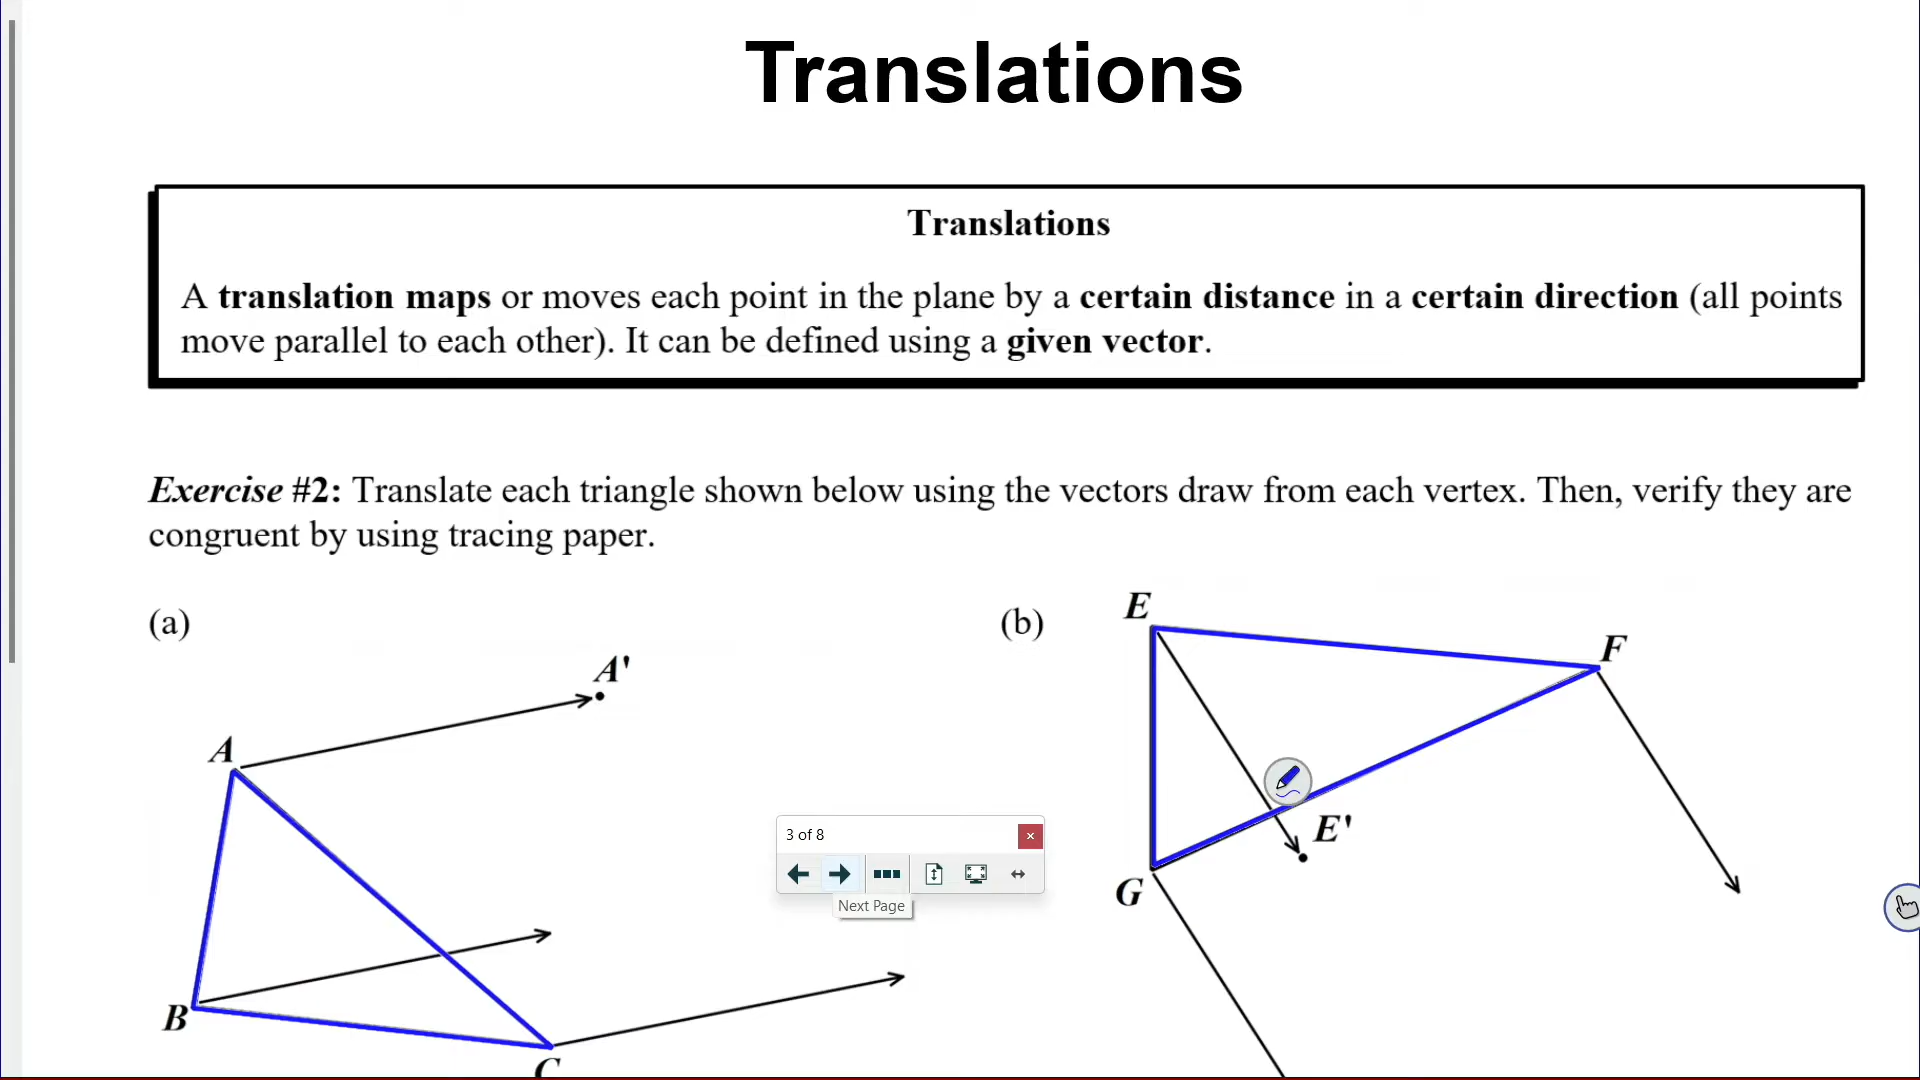 Translations
Translations
A translation maps or moves each point in the plane by a certain distance in a certain direction (all points
move parallel to each other). It can be defined using a given vector.
Exercise #2: Translate each triangle shown below using the vectors draw from each vertex. Then, verify they are
congruent by using tracing paper.
(a)
A'
A
B
C
(b)
E
F
E'
G
3 of 8
Next Page